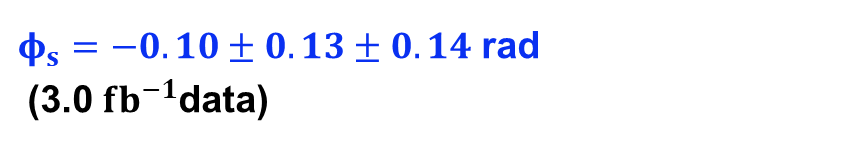 ϕₛ = −0.10 ± 0.13 ± 0.14 rad
(3.0 fb⁻¹data)